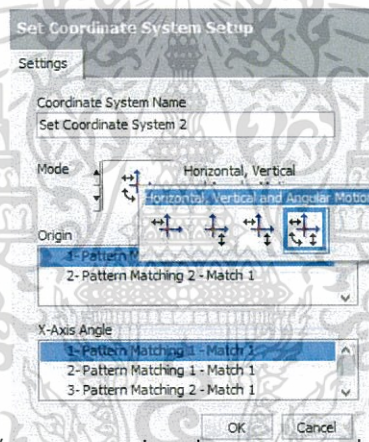 Set Coordinate System Setup
Settings
Coordinate System Name
Set Coordinate System 2
Mode
Horizontal, Vertical
Horizontal, Vertical and Angular Motion
Origin
1- Pattern M
2- Pattern Matching 2 - Match 1
X-Axis Angle
1- Pattern Matching 1 - Match 1
2- Pattern Matching 1 - Match 1
3- Pattern Matching 2 - Match 1
OK
Cancel